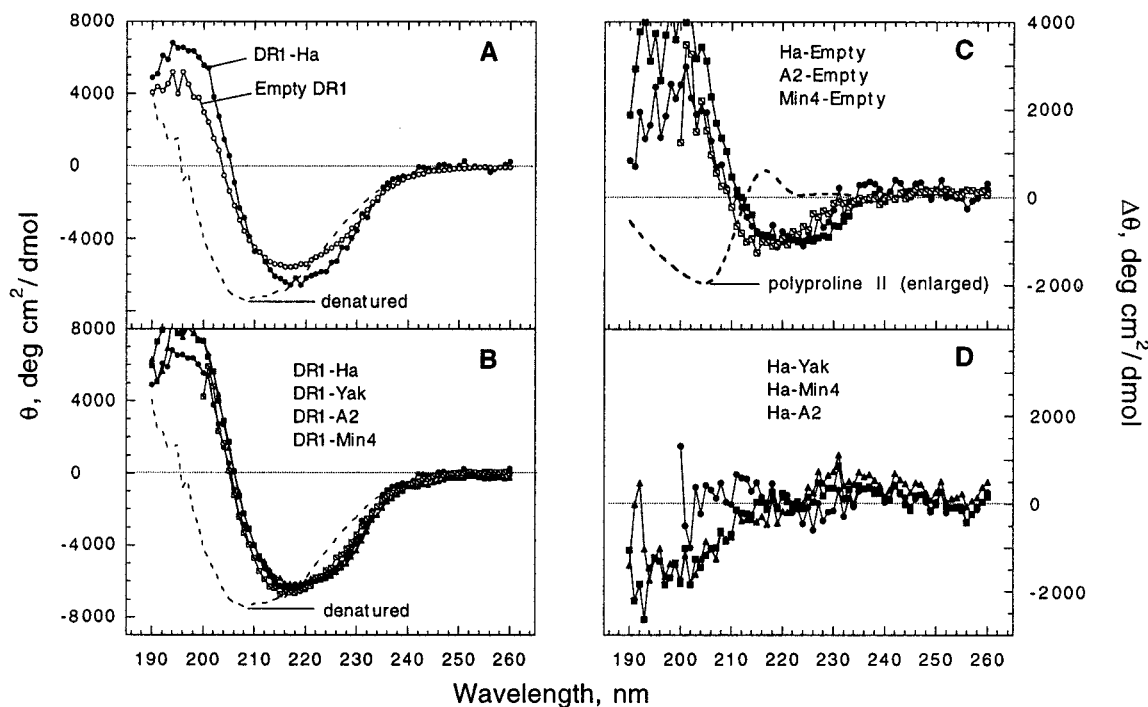 A
DR1-Ha
Empty DR1
denatured
8000
4000
0
-4000
B
DR1-Ha
DR1-Yak
DR1-A2
DR1-Min4
denatured
8000
4000
0
-4000
-8000
190 200 210 220 230 240 250 260
θ, deg cm²/dmol
C
Ha-Empty
A2-Empty
Min4-Empty
polyproline II (enlarged)
4000
2000
0
-2000
D
Ha-Yak
Ha-Min4
Ha-A2
2000
0
-2000
190 200 210 220 230 240 250 260
Δθ, deg cm²/dmol
Wavelength, nm